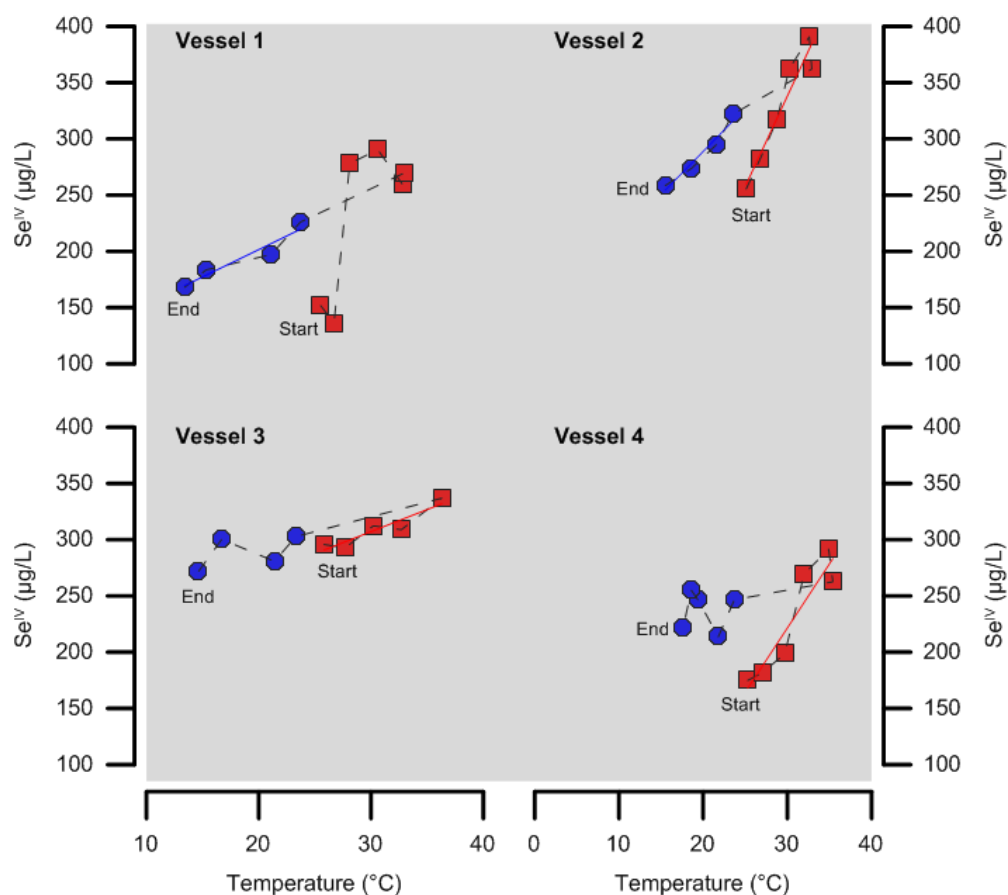 400
350
300
250
200
150
100
Se^IV (µg/L)
Vessel 1
End
Start
Vessel 2
End
Start
400
350
300
250
200
150
100
Se^IV (µg/L)
400
350
300
250
200
150
100
Se^IV (µg/L)
Vessel 3
End
Start
Vessel 4
End
Start
400
350
300
250
200
150
100
Se^IV (µg/L)
10 20 30 40
Temperature (°C)
0 10 20 30 40
Temperature (°C)